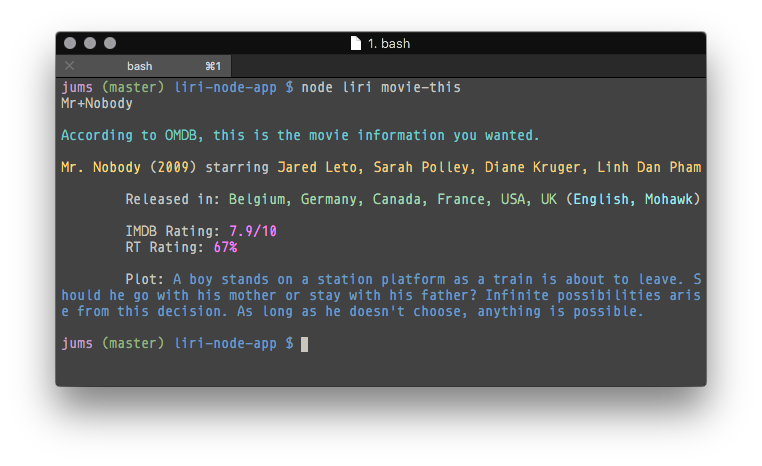 1. bash
bash ⌘1
jums (master) liri-node-app $ node liri movie-this
Mr+Nobody
According to OMDB, this is the movie information you wanted.
Mr. Nobody (2009) starring Jared Leto, Sarah Polley, Diane Kruger, Linh Dan Pham
Released in: Belgium, Germany, Canada, France, USA, UK (English, Mohawk)
IMDB Rating: 7.9/10
RT Rating: 67%
Plot: A boy stands on a station platform as a train is about to leave. S
hould he go with his mother or stay with his father? Infinite possibilities aris
e from this decision. As long as he doesn't choose, anything is possible.
jums (master) liri-node-app $